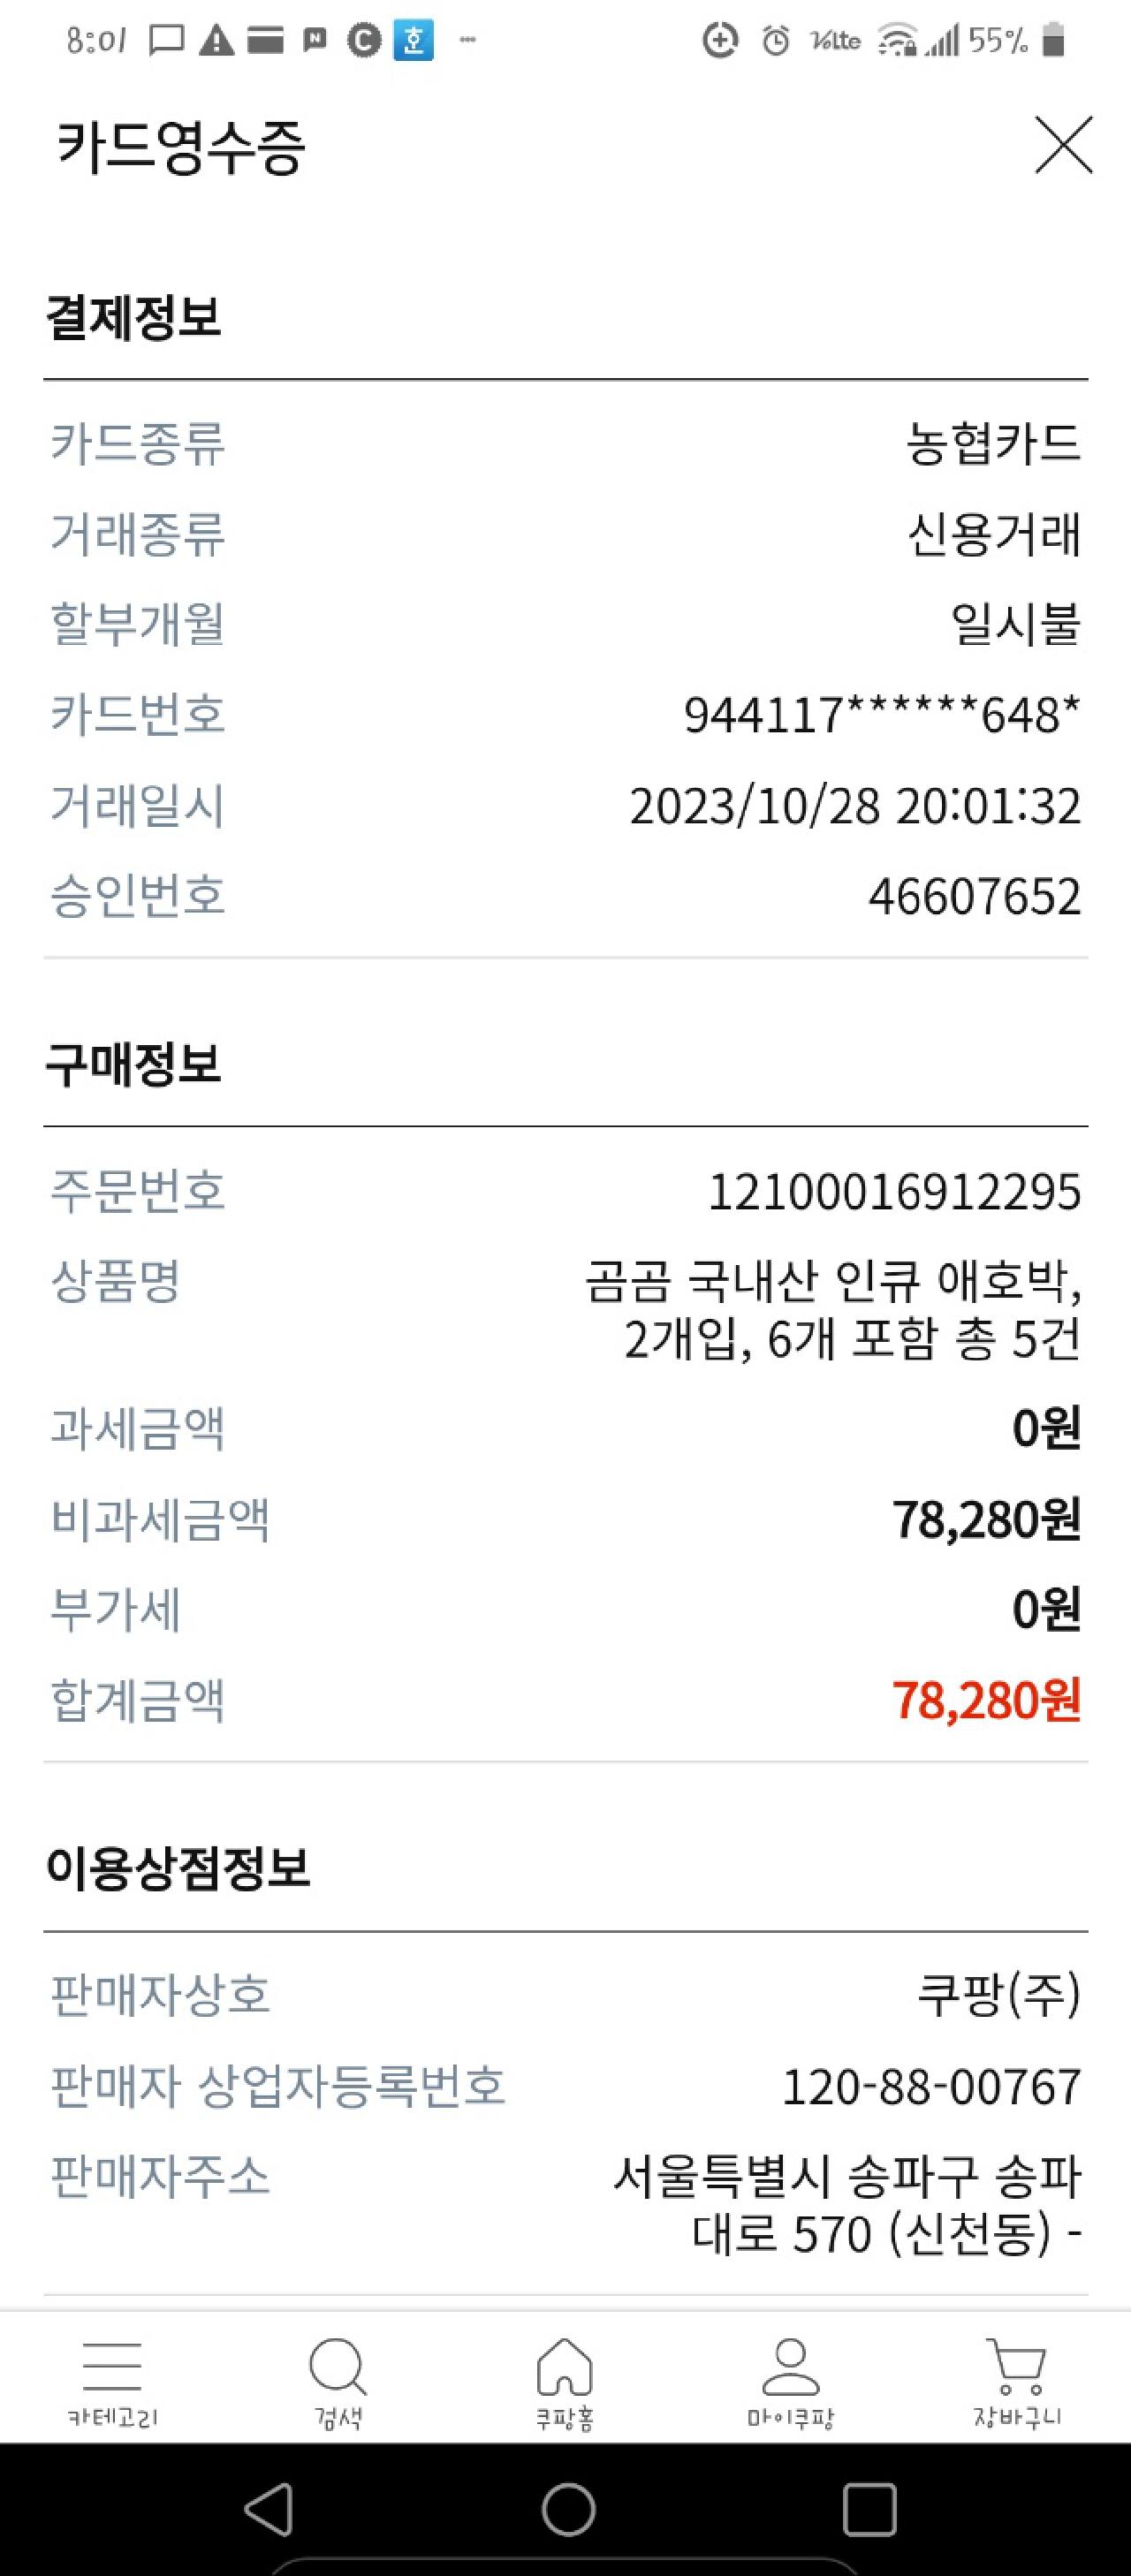 8:01
Volte
55%
카드영수증
결제정보
카드종류 농협카드
거래종류 신용거래
할부개월 일시불
카드번호 944117******648*
거래일시 2023/10/28 20:01:32
승인번호 46607652
구매정보
주문번호 12100016912295
상품명 곰곰 국내산 인큐 애호박,
2개입, 6개 포함 총 5건
과세금액 0원
비과세금액 78,280원
부가세 0원
합계금액 78,280원
이용상점정보
판매자상호 쿠팡(주)
판매자 상업자등록번호 120-88-00767
판매자주소 서울특별시 송파구 송파
대로 570 (신천동) -
카테고리 검색 쿠팡홈 마이쿠팡 장바구니